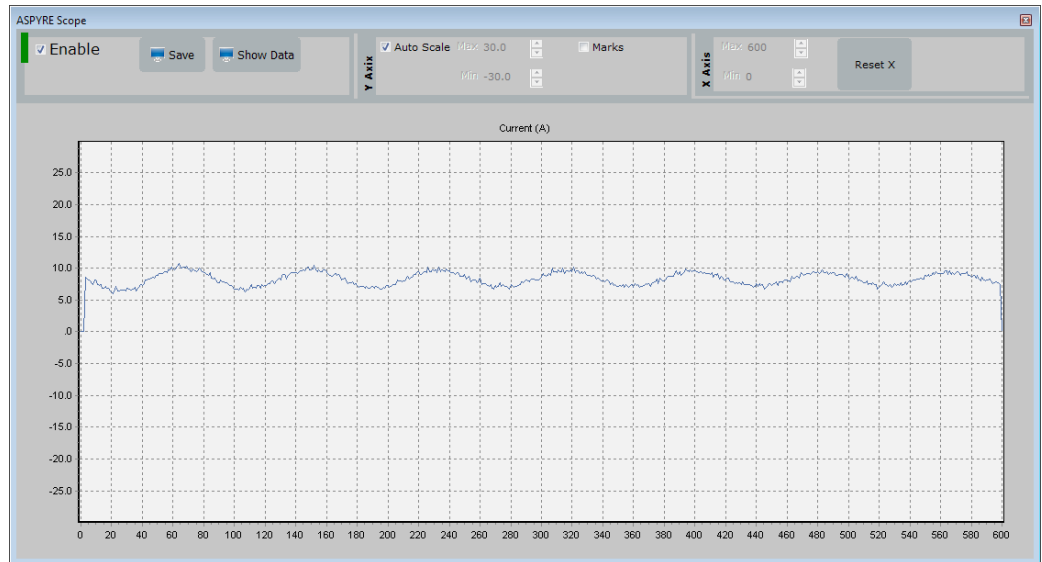 ASPYRE Scope
Enable
Save
Show Data
Y Axis
Auto Scale Max 30.0
Marks
Min -30.0
X Axis
Max 600
Min 0
Reset X
Current (A)
25.0
20.0
15.0
10.0
5.0
.0
-5.0
-10.0
-15.0
-20.0
-25.0
0 20 40 60 80 100 120 140 160 180 200 220 240 260 280 300 320 340 360 380 400 420 440 460 480 500 520 540 560 580 600